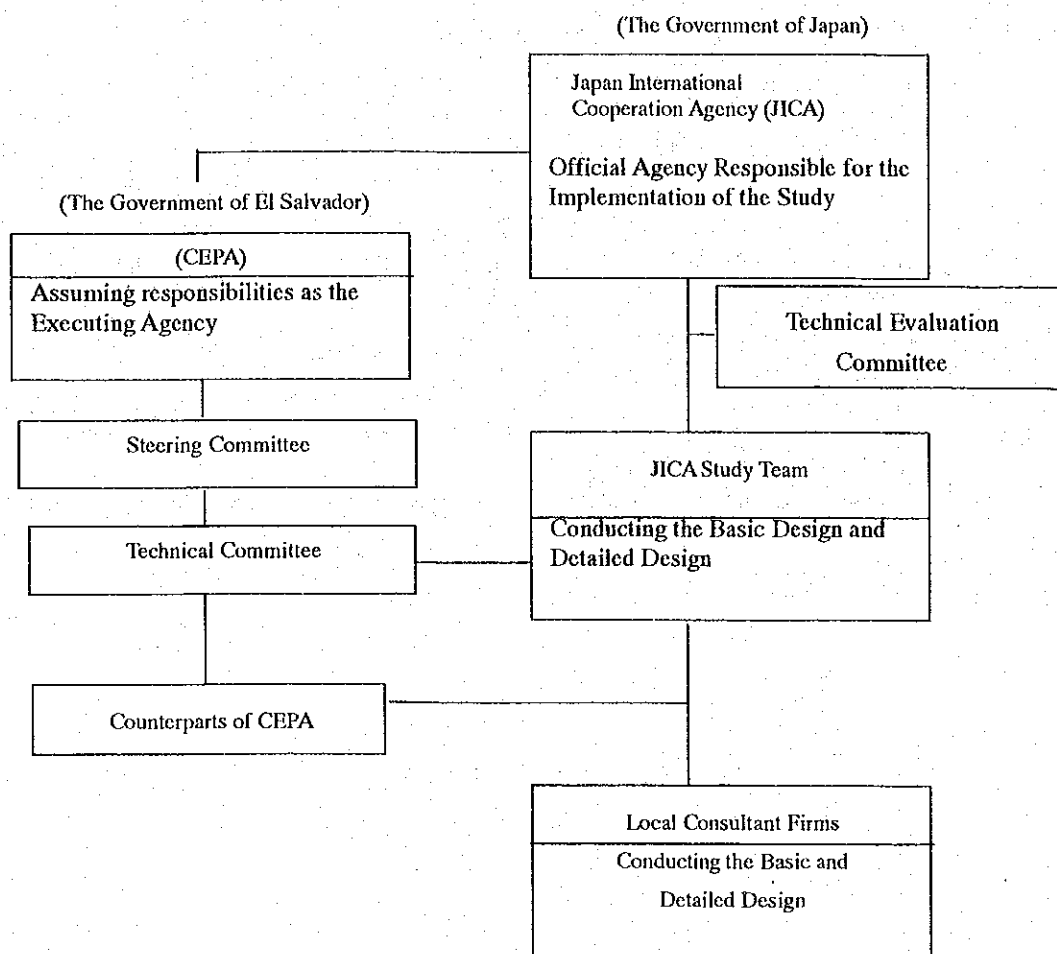 (The Government of Japan)
Japan International
Cooperation Agency (JICA)
Official Agency Responsible for the
Implementation of the Study
(The Government of El Salvador)
(CEPA)
Assuming responsibilities as the
Executing Agency
Technical Evaluation
Committee
Steering Committee
JICA Study Team
Conducting the Basic Design and
Detailed Design
Technical Committee
Counterparts of CEPA
Local Consultant Firms
Conducting the Basic and
Detailed Design